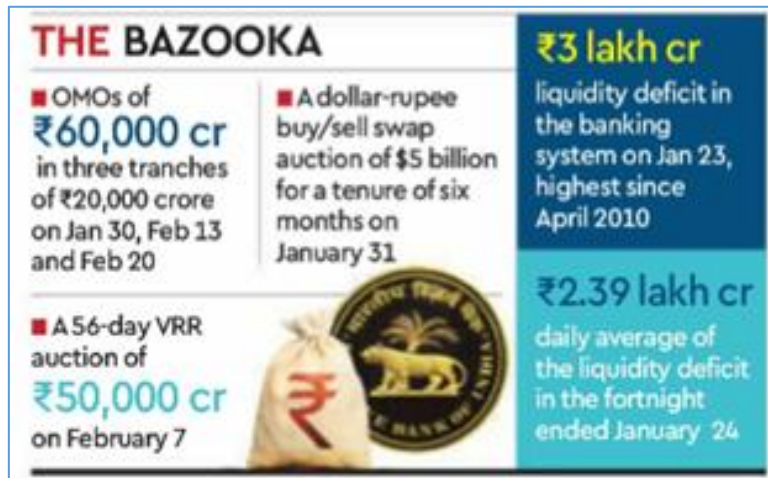 THE BAZOOKA
■ OMOs of
₹60,000 cr
in three tranches
of ₹20,000 crore
on Jan 30, Feb 13
and Feb 20
■ A dollar-rupee
buy/sell swap
auction of $5 billion
for a tenure of six
months on
January 31
■ A 56-day VRR
auction of
₹50,000 cr
on February 7
₹
भारतीय रिज़र्व बैंक
BANK OF INDIA
₹3 lakh cr
liquidity deficit in
the banking
system on Jan 23,
highest since
April 2010
₹2.39 lakh cr
daily average of
the liquidity deficit
in the fortnight
ended January 24